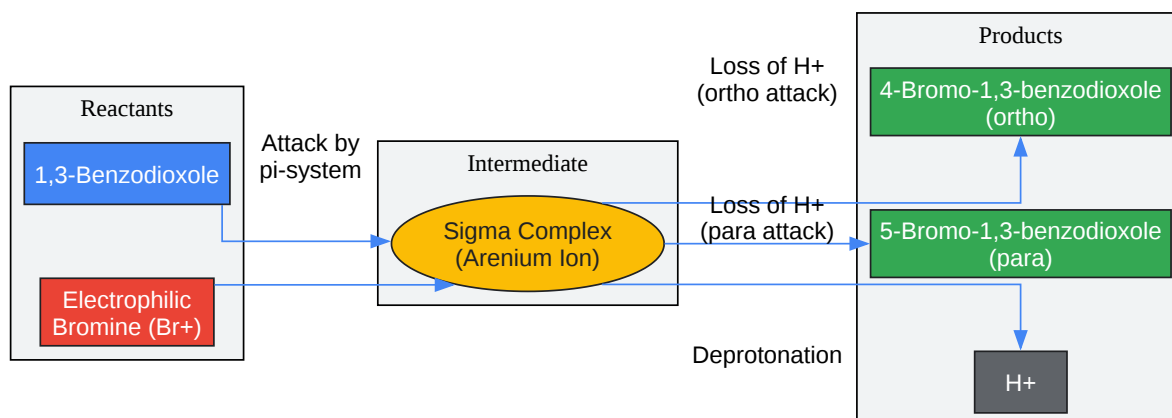 Reactants
1,3-Benzodioxole
Electrophilic
Bromine (Br+)
Attack by
pi-system
Intermediate
Sigma Complex
(Arenium Ion)
Loss of H+
(ortho attack)
Loss of H+
(para attack)
Deprotonation
Products
4-Bromo-1,3-benzodioxole
(ortho)
5-Bromo-1,3-benzodioxole
(para)
H+